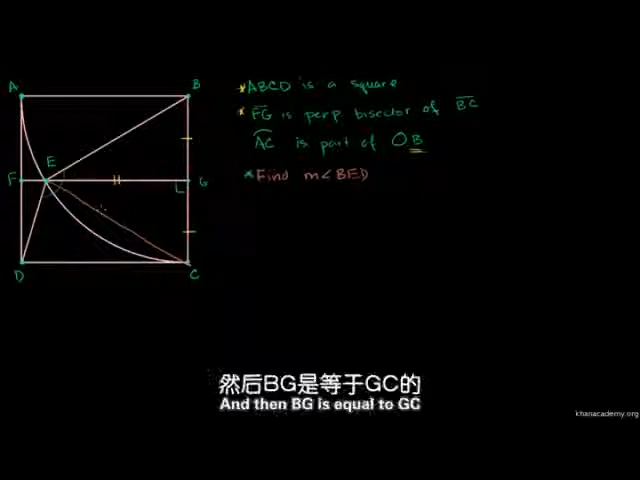 A
B
*ABCD is a square
* FG is perp. bisector of BC
AC is part of ⊙B
E
F
L
G
*Find m∠BED
D
C
然后BG是等于GC的
And then BG is equal to GC
khanacademy.org